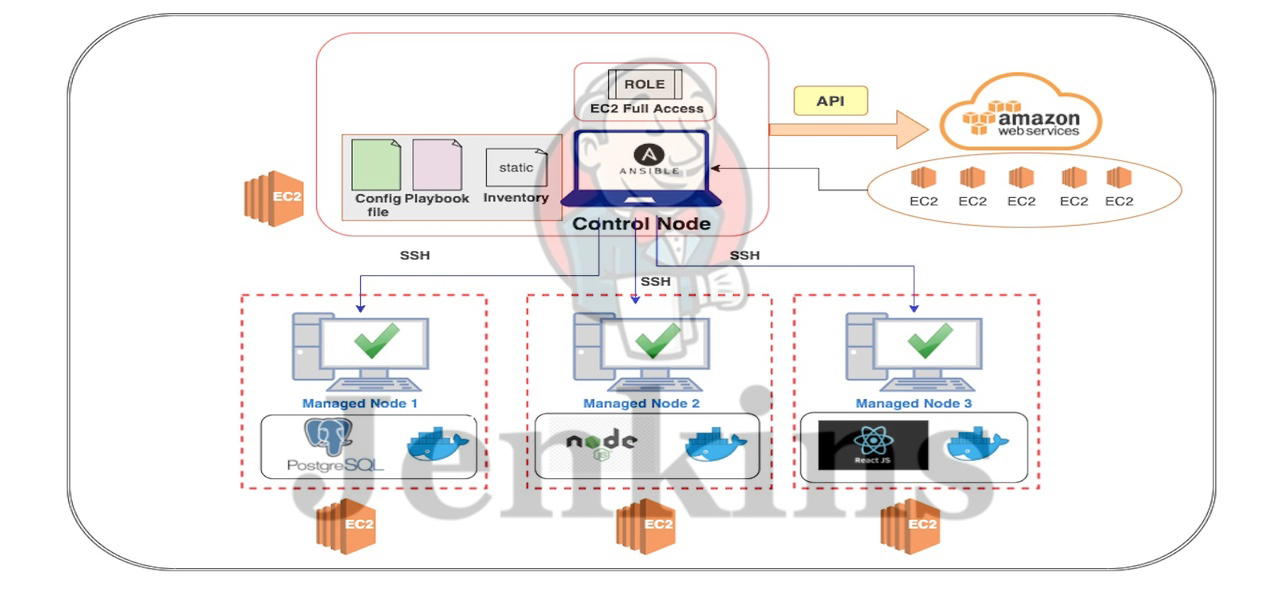 ROLE
EC2 Full Access
API
amazon
web services
static
A
ANSIBLE
EC2
Config
file
Playbook
Inventory
EC2
EC2
EC2
EC2
EC2
Control Node
SSH
SSH
SSH
Managed Node 1
Managed Node 2
Managed Node 3
PostgreSQL
node
JS
React JS
Jenkins
EC2
EC2
EC2